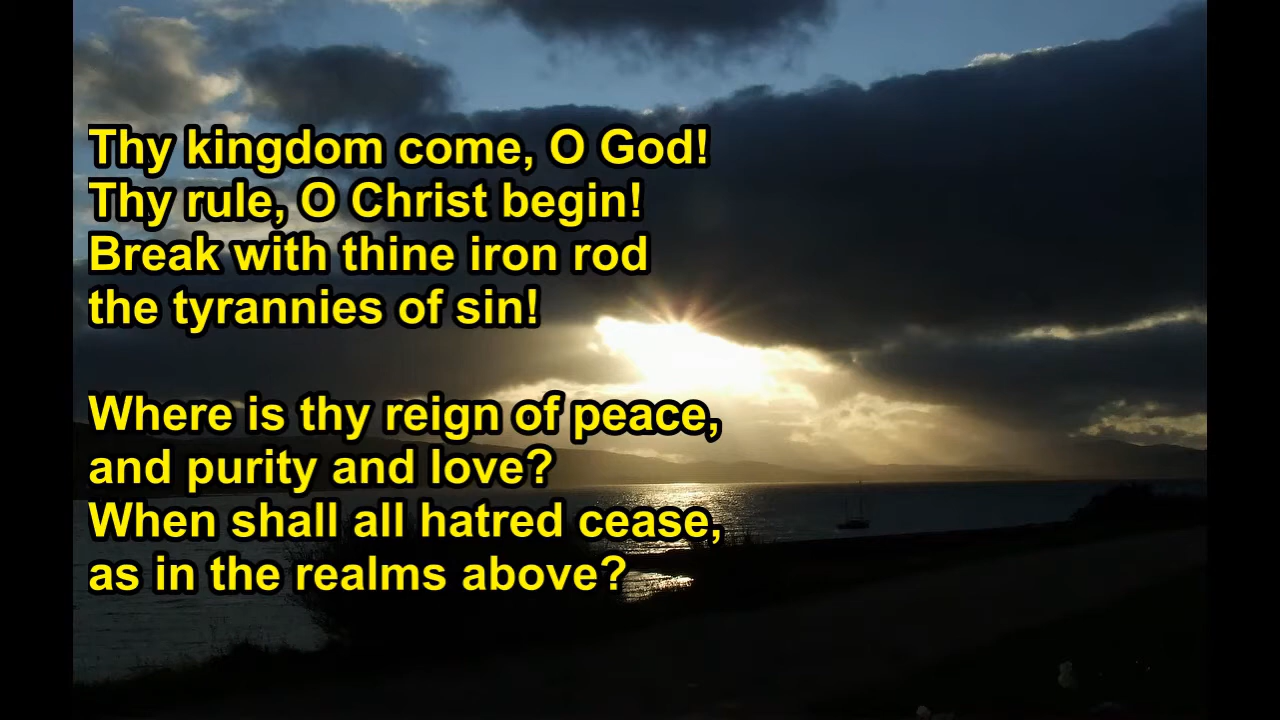 Thy kingdom come, O God!
Thy rule, O Christ begin!
Break with thine iron rod
the tyrannies of sin!

Where is thy reign of peace,
and purity and love?
When shall all hatred cease,
as in the realms above?